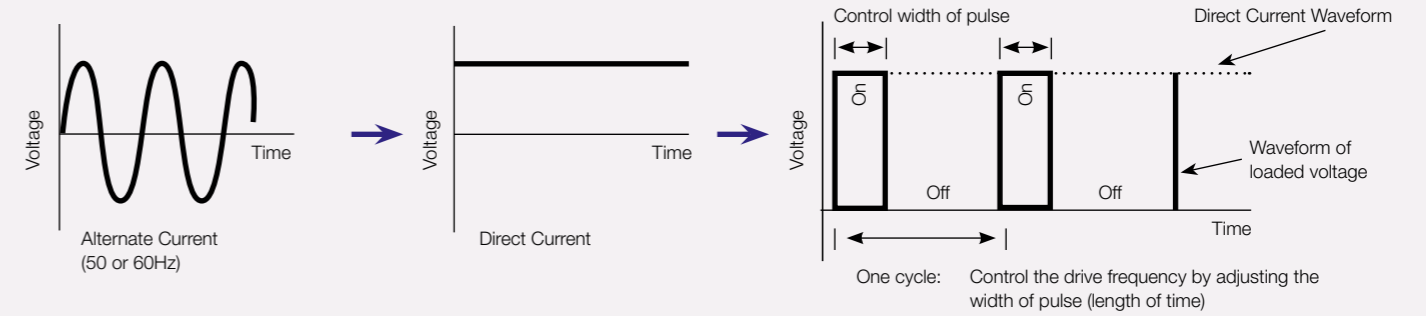 Voltage
Time
Alternate Current
(50 or 60Hz)
Voltage
Time
Direct Current
Control width of pulse
Direct Current Waveform
Voltage
On
On
Off
Off
Waveform of
loaded voltage
Time
One cycle: Control the drive frequency by adjusting the
width of pulse (length of time)